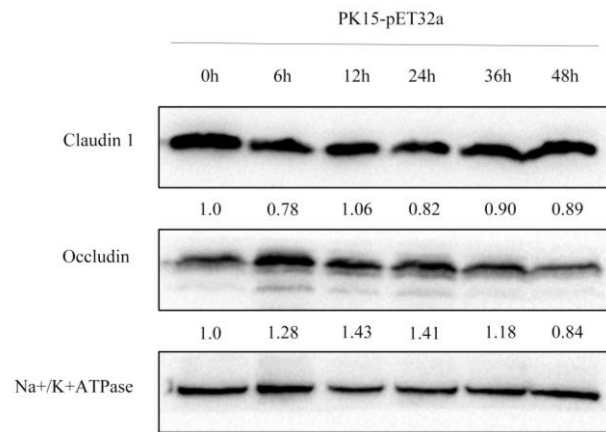 PK15-pET32a
0h 6h 12h 24h 36h 48h
Claudin 1
1.0 0.78 1.06 0.82 0.90 0.89
Occludin
1.0 1.28 1.43 1.41 1.18 0.84
Na+/K+ATPase